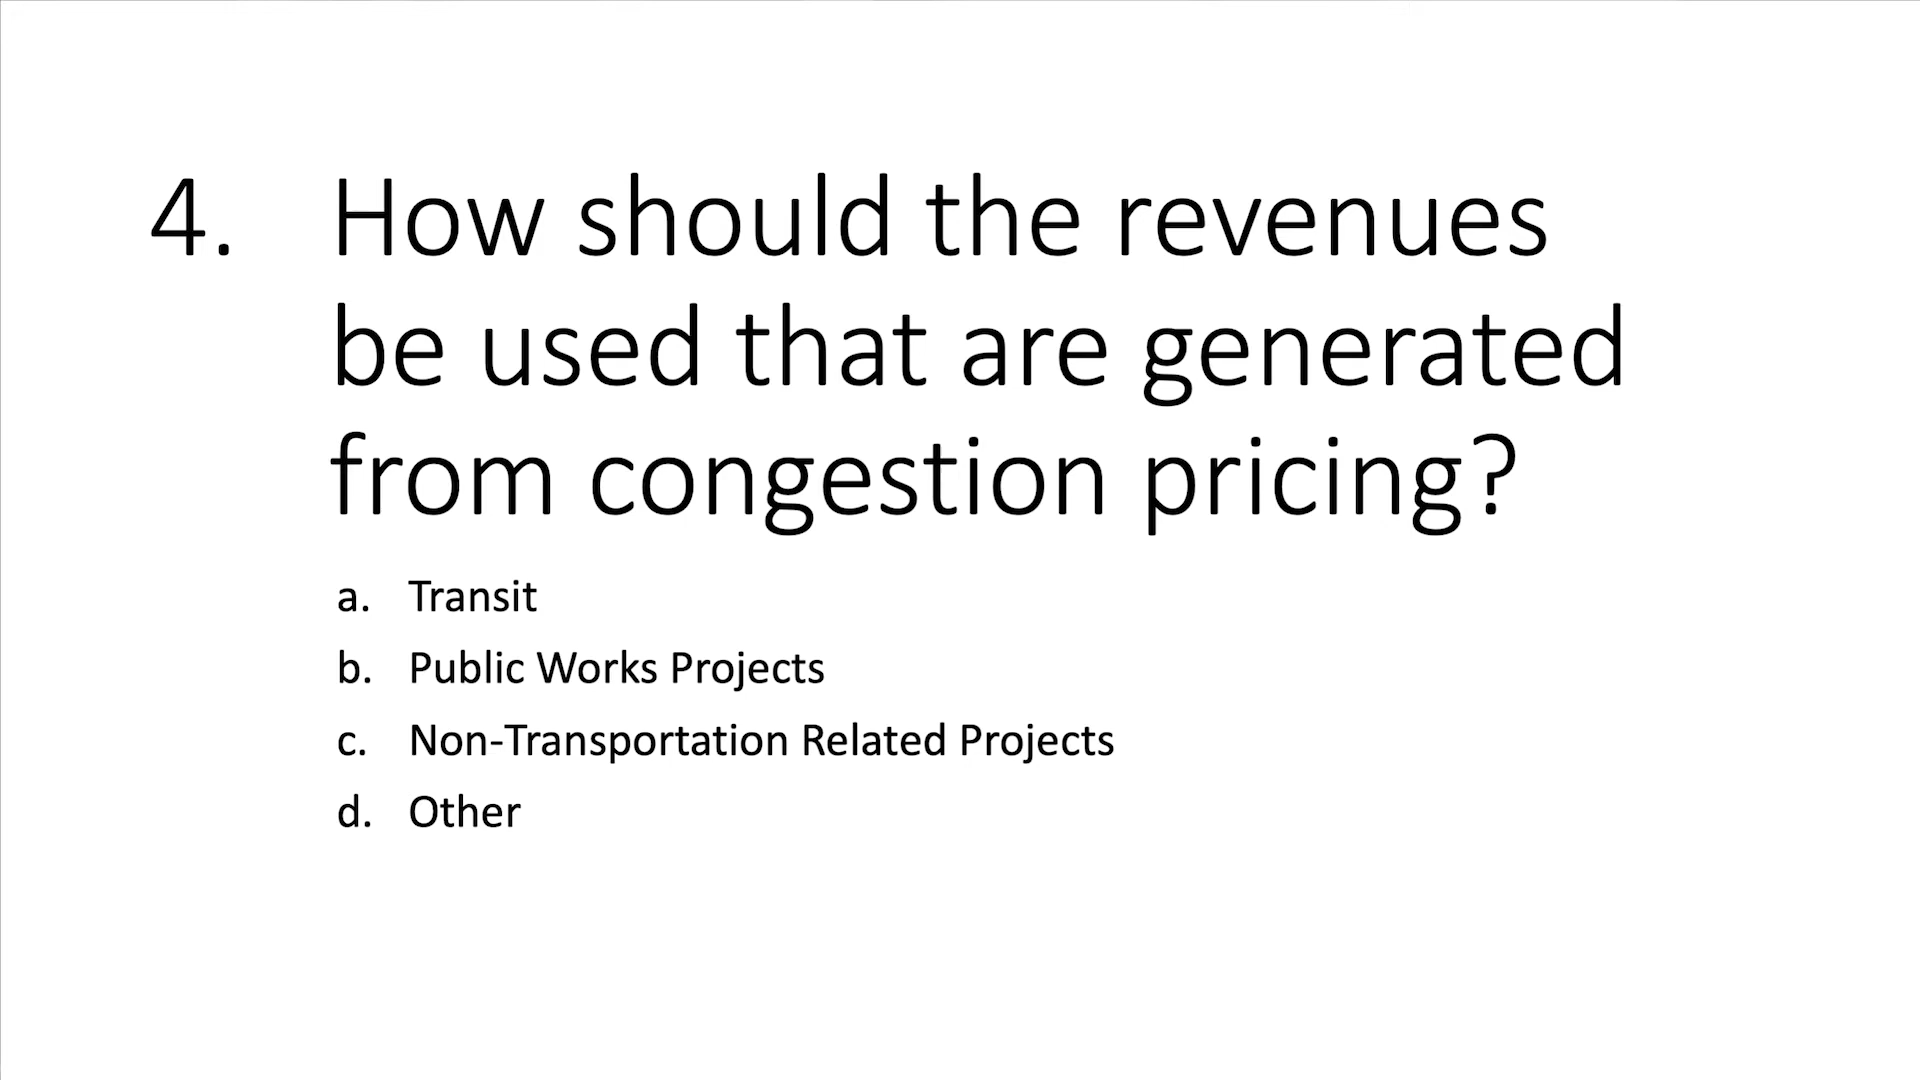 4. How should the revenues
be used that are generated
from congestion pricing?
a. Transit
b. Public Works Projects
c. Non-Transportation Related Projects
d. Other